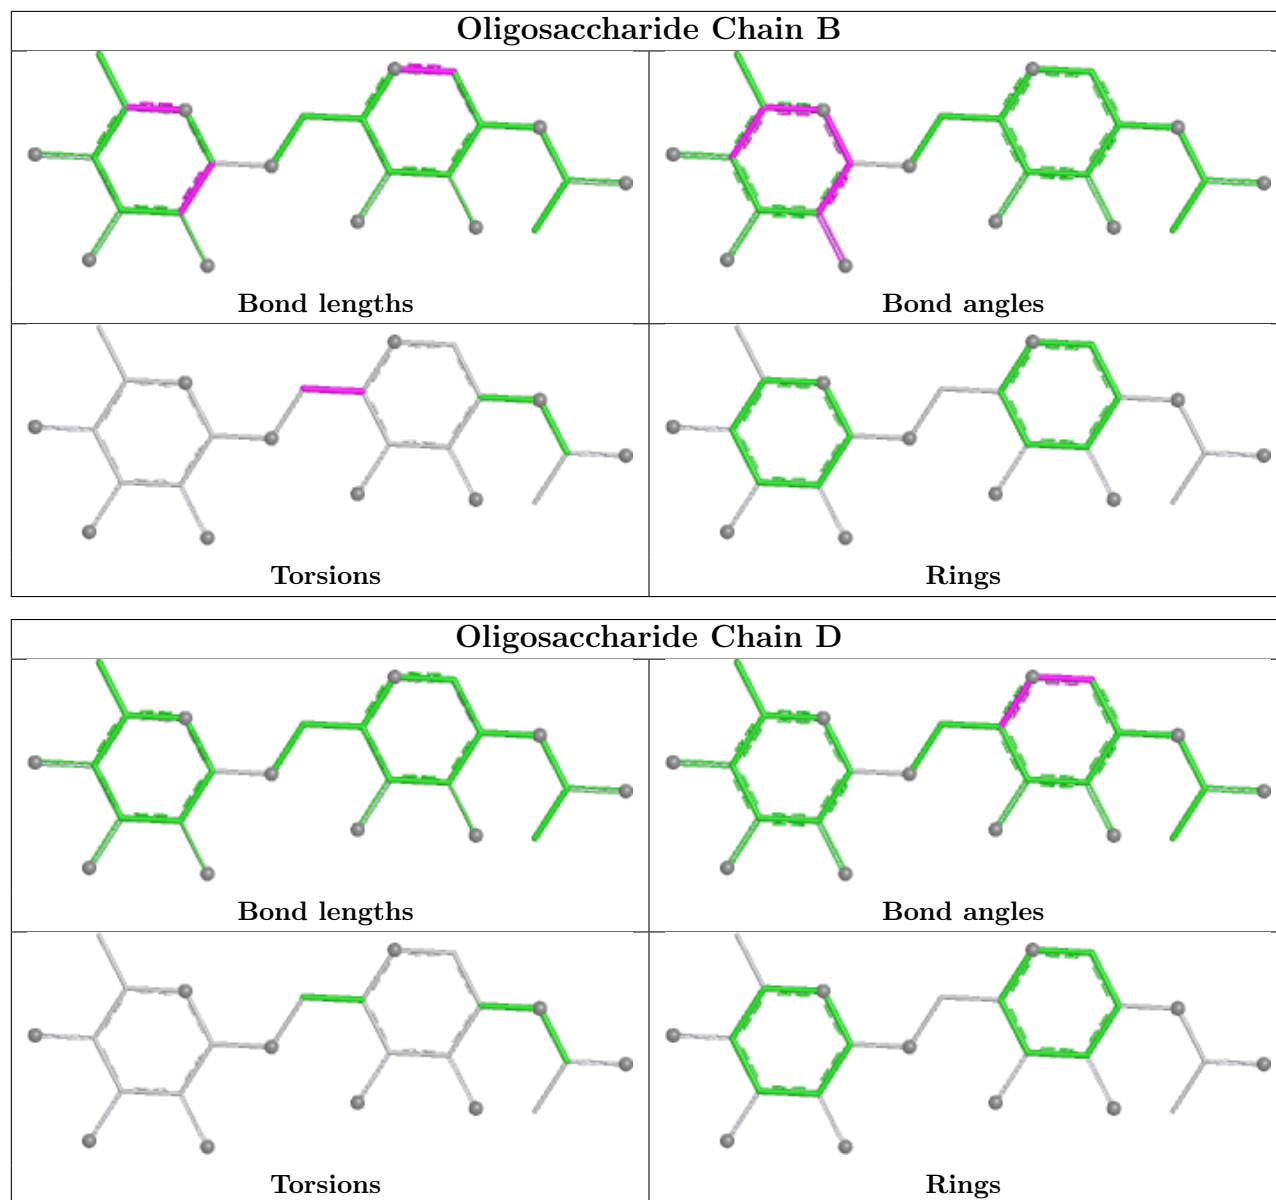 Oligosaccharide Chain B
Bond lengths
Bond angles
Torsions
Rings
Oligosaccharide Chain D
Bond lengths
Bond angles
Torsions
Rings